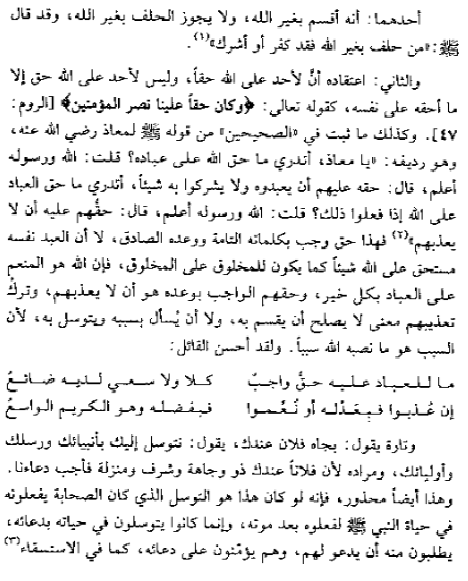 أحدهما: أنه أقسم بغير الله، ولا يجوز الحلف بغير الله، وقد قال
ﷺ: «من حلف بغير الله فقد كفر أو أشرك»(١).
والثاني: اعتقاده أنَّ لأحد على الله حقاً، وليس لأحد على الله حق إلا
ما أحقه على نفسه، كقوله تعالى: ﴿وكان حقاً علينا نصر المؤمنين﴾ [الروم:
٤٧]. وكذلك ما ثبت في «الصحيحين» من قوله ﷺ لمعاذ رضي الله عنه،
وهو رديفه: «يا معاذ، أتدري ما حق الله على عباده؟ قلت: الله ورسوله
أعلم، قال: حقه عليهم أن يعبدوه ولا يشركوا به شيئاً، أتدري ما حق العباد
على الله إذا فعلوا ذلك؟ قلت: الله ورسوله أعلم، قال: حقُّهم عليه أن لا
يعذبهم»(٢) فهذا حق وجب بكلماته التامة ووعده الصادق، لا أن العبد نفسه
مستحق على الله شيئاً كما يكون للمخلوق على المخلوق، فإن الله هو المنعم
على العباد بكل خير، وحقهم الواجب بوعده هو أن لا يعذبهم، وتركُ
تعذيبهم معنى لا يصلح أن يقسم به، ولا أن يُسأل بسببه ويتوسل به، لأن
السبب هو ما نصبه الله سبباً. ولقد أحسن القائل:
ما للعباد عليه حقٌّ واجبٌ كلا ولا سعي لديه ضائعُ
إن عُذبوا فبِعَدْله أو نُعِّموا فبِفضله وهو الكريم الواسعُ
وتارة يقول: بجاه فلان عندك، يقول: نتوسل إليك بأنبيائك ورسلك
وأوليائك، ومراده لأن فلاناً عندك ذو وجاهة وشرف ومنزلة فأجب دعاءنا.
وهذا أيضاً محذور، فإنه لو كان هذا هو التوسل الذي كان الصحابة يفعلونه
في حياة النبي ﷺ لفعلوه بعد موته، وإنما كانوا يتوسلون في حياته بدعائه،
يطلبون منه أن يدعو لهم، وهم يؤمّنون على دعائه، كما في الاستسقاء(٣)